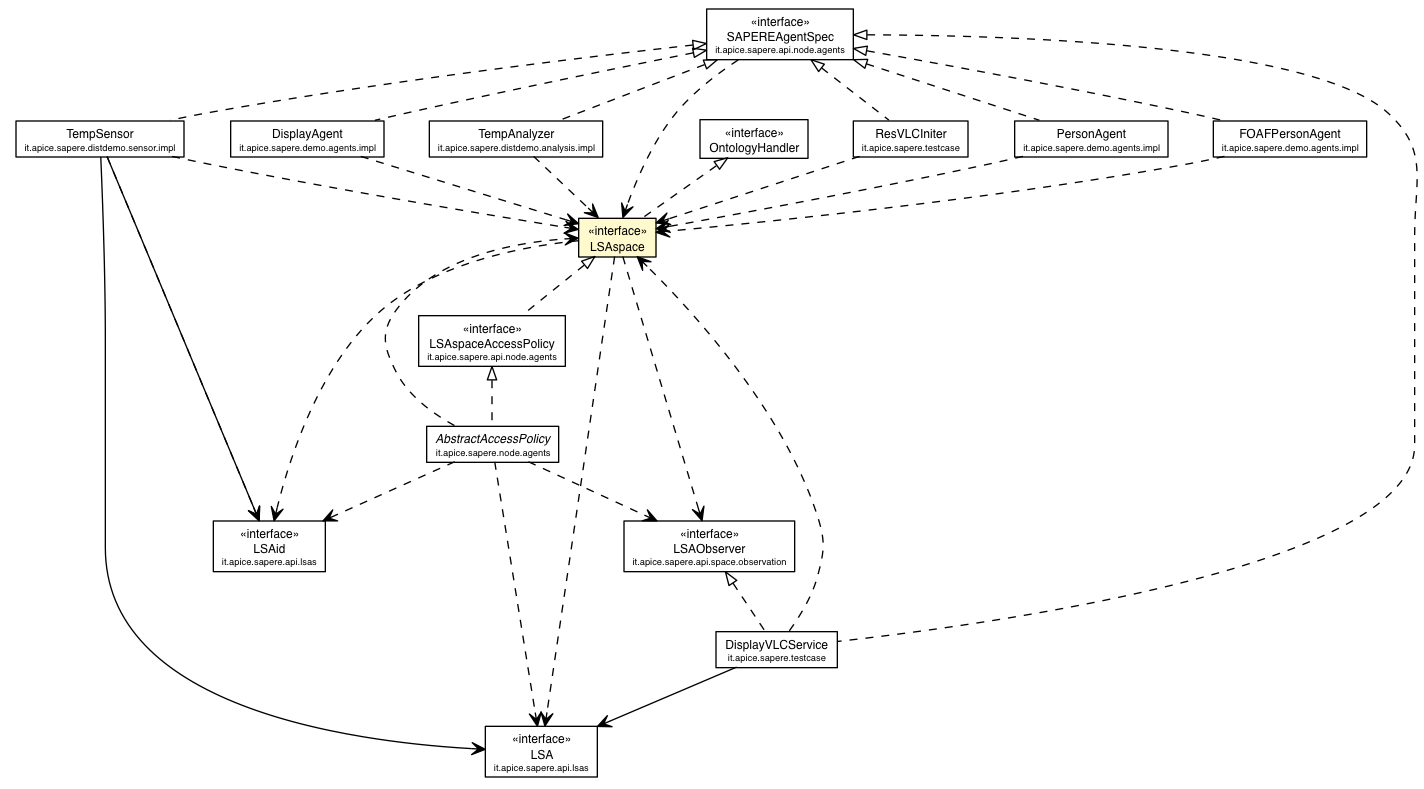 «interface»
SAPEREAgentSpec
it.apice.sapere.api.node.agents
TempSensor
it.apice.sapere.distdemo.sensor.impl
DisplayAgent
it.apice.sapere.demo.agents.impl
TempAnalyzer
it.apice.sapere.distdemo.analysis.impl
«interface»
OntologyHandler
ResVLCIniter
it.apice.sapere.testcase
PersonAgent
it.apice.sapere.demo.agents.impl
FOAFPersonAgent
it.apice.sapere.demo.agents.impl
«interface»
LSAspace
«interface»
LSAspaceAccessPolicy
it.apice.sapere.api.node.agents
AbstractAccessPolicy
it.apice.sapere.node.agents
«interface»
LSAid
it.apice.sapere.api.lsas
«interface»
LSAObserver
it.apice.sapere.api.space.observation
DisplayVLCService
it.apice.sapere.testcase
«interface»
LSA
it.apice.sapere.api.lsas